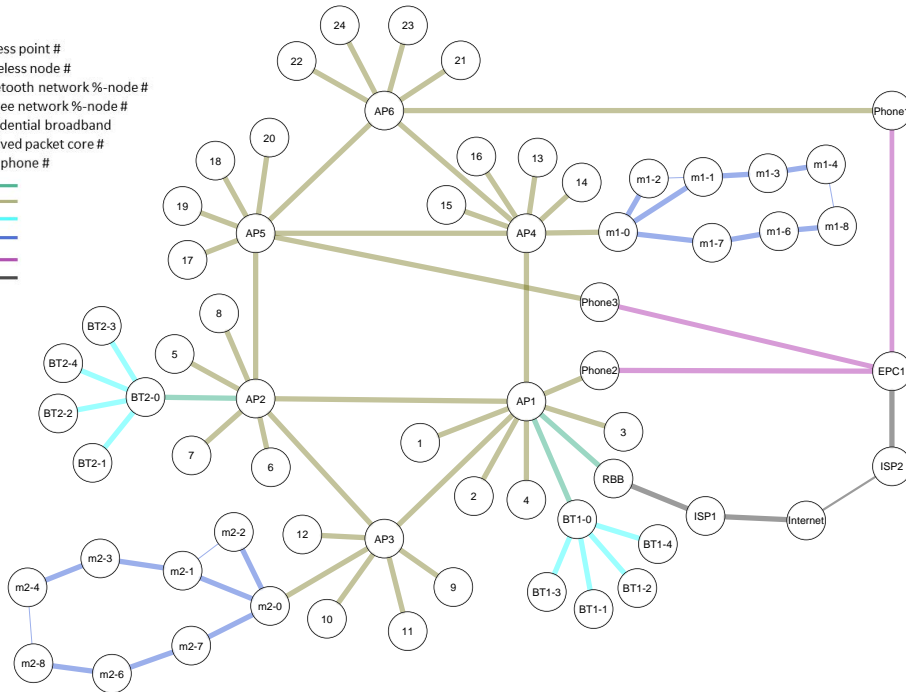 24
23
22
21
ess point #
eless node #
etooth network %-node #
ee network %-node #
dential broadband
ved packet core #
phone #
AP6
Phone1
20
18
16
13
14
15
19
17
m1-2
m1-1
m1-3
m1-4
AP5
AP4
m1-0
m1-7
m1-6
m1-8
Phone3
8
BT2-3
5
BT2-4
BT2-0
AP2
BT2-2
BT2-1
7
6
Phone2
EPC1
AP1
1
3
2
4
RBB
ISP2
ISP1
Internet
BT1-0
BT1-4
BT1-3
BT1-2
BT1-1
12
AP3
9
10
11
m2-2
m2-3
m2-1
m2-4
m2-0
m2-7
m2-8
m2-6